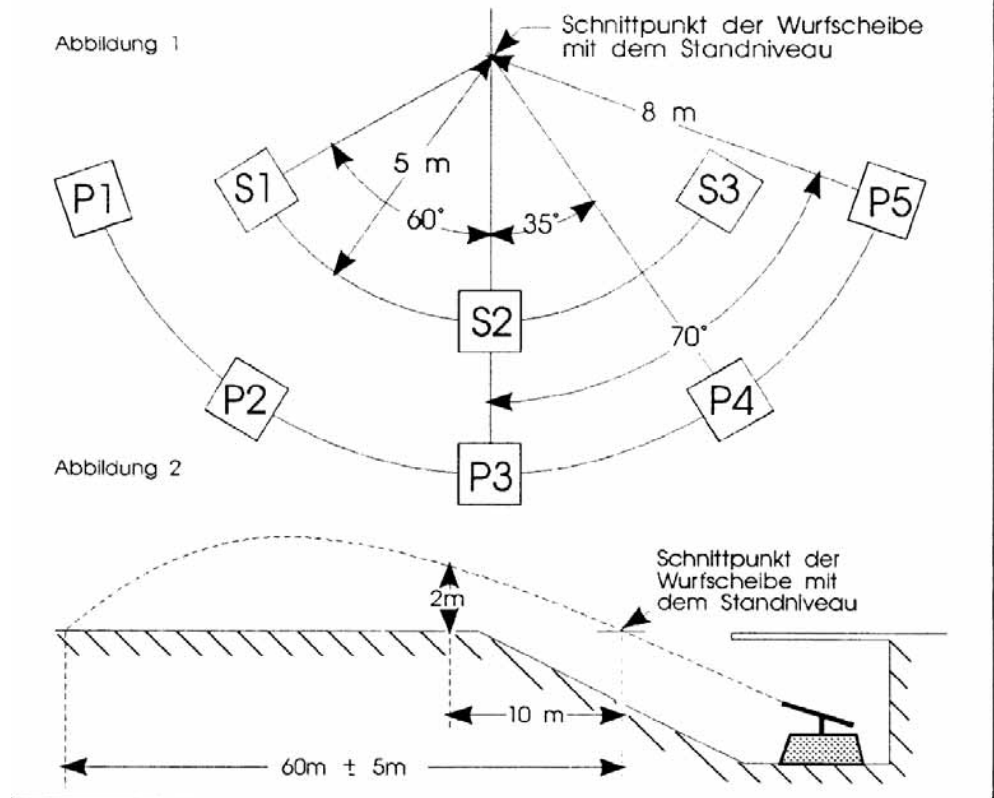 Abbildung 1
Schnittpunkt der Wurfscheibe
mit dem Standniveau
8 m
5 m
P1
S1
S3
P5
60°
35°
S2
70°
P2
P4
P3
Abbildung 2
Schnittpunkt der
Wurfscheibe mit
dem Standniveau
2m
10 m
60m ± 5m